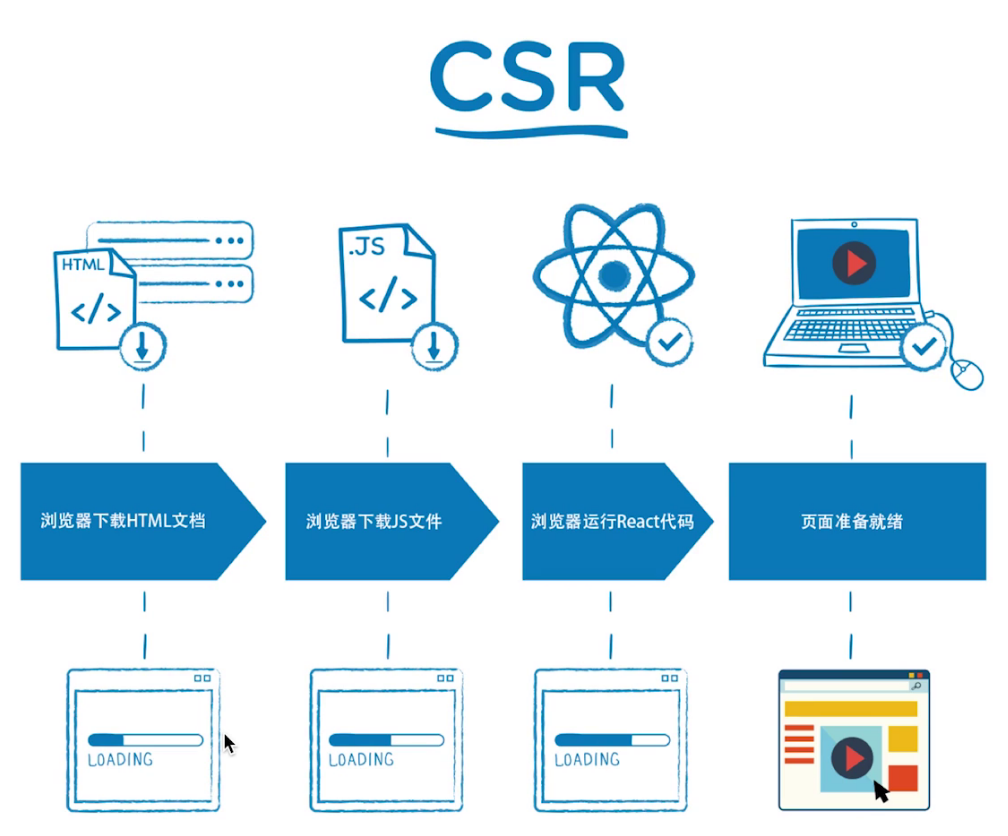 CSR
HTML
</>
.JS
</>
浏览器下载HTML文档
浏览器下载JS文件
浏览器运行React代码
页面准备就绪
LOADING
LOADING
LOADING